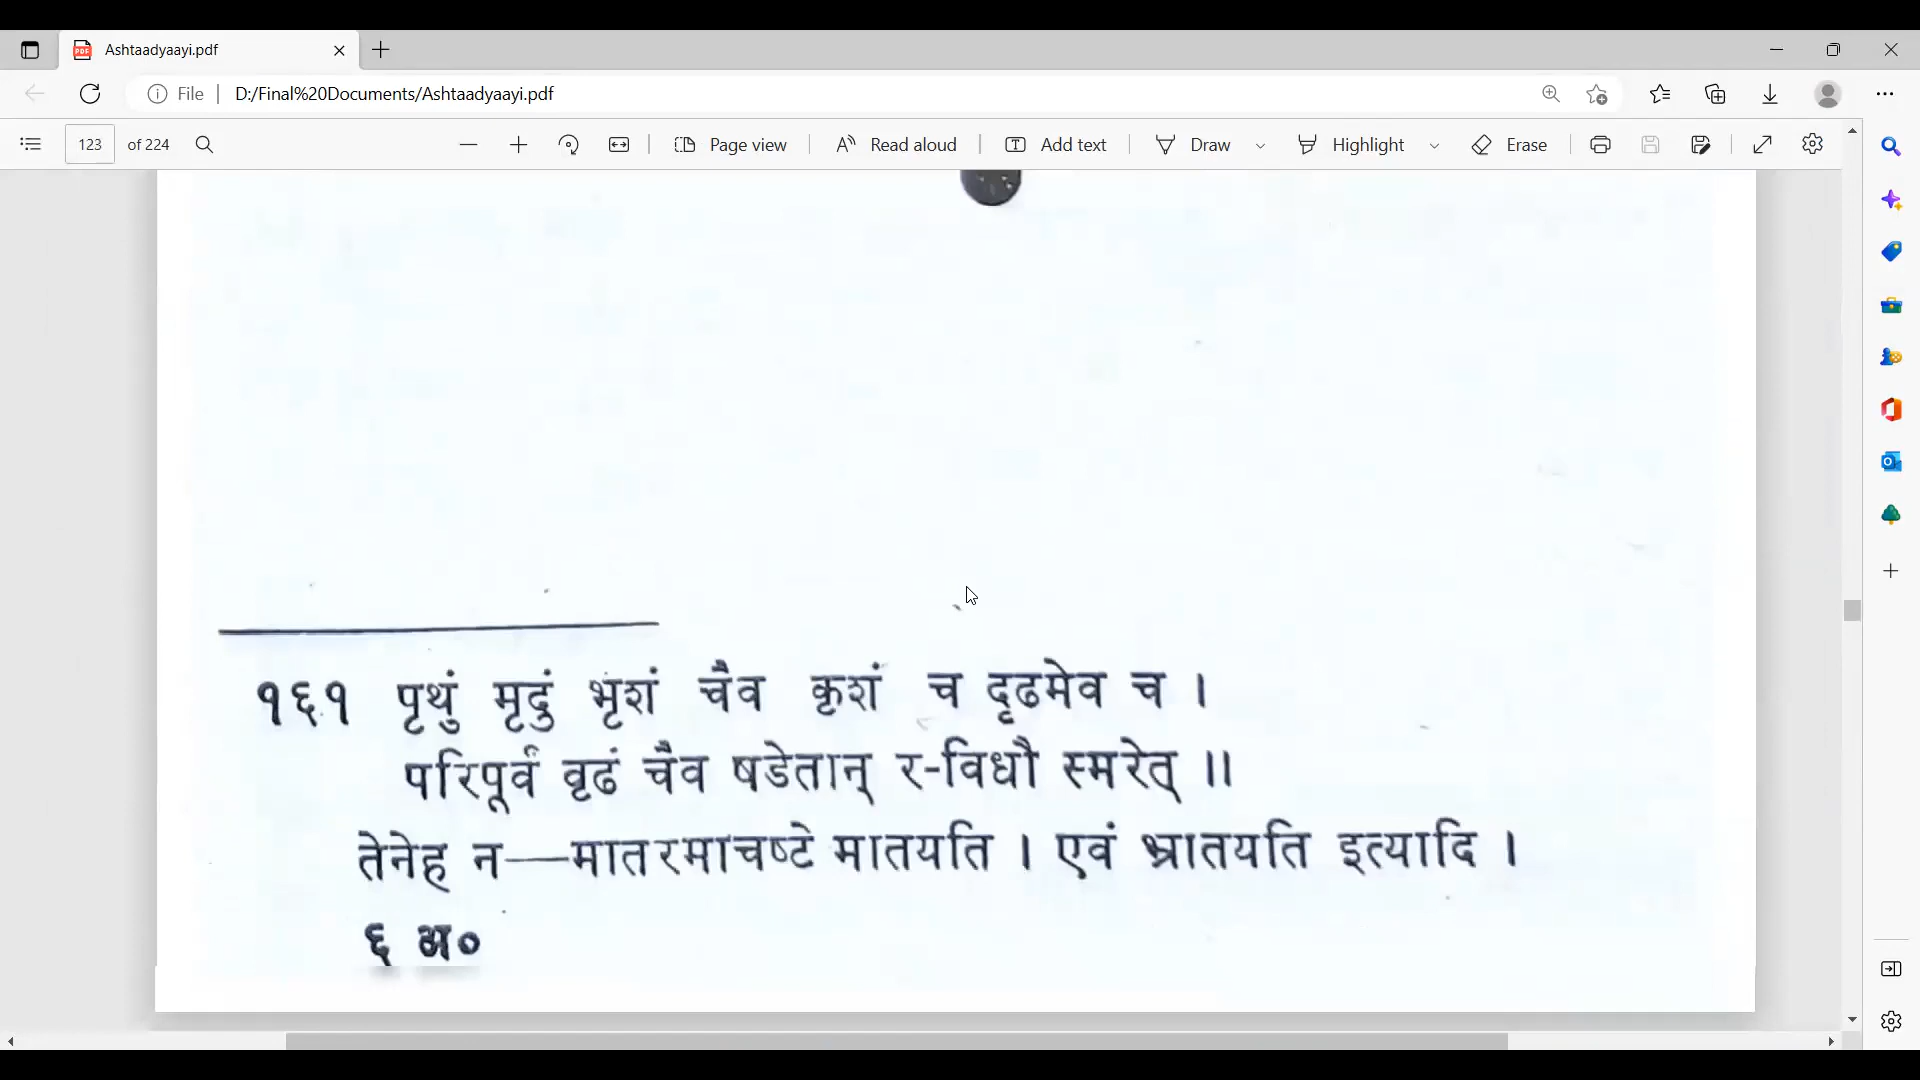 Ashtaadyaayi.pdf
File D:/Final%20Documents/Ashtaadyaayi.pdf
123 of 224 Page view Read aloud Add text Draw Highlight Erase
१६१ पृथुं मृदुं भृशं चैव कृशं च दृढमेव च ।
परिपूर्वं वृढं चैव षडेतान् र-विधौ स्मरेत् ॥
तेनेह न—मातरमाचष्टे मातयति । एवं भ्रातयति इत्यादि ।
६ अ०